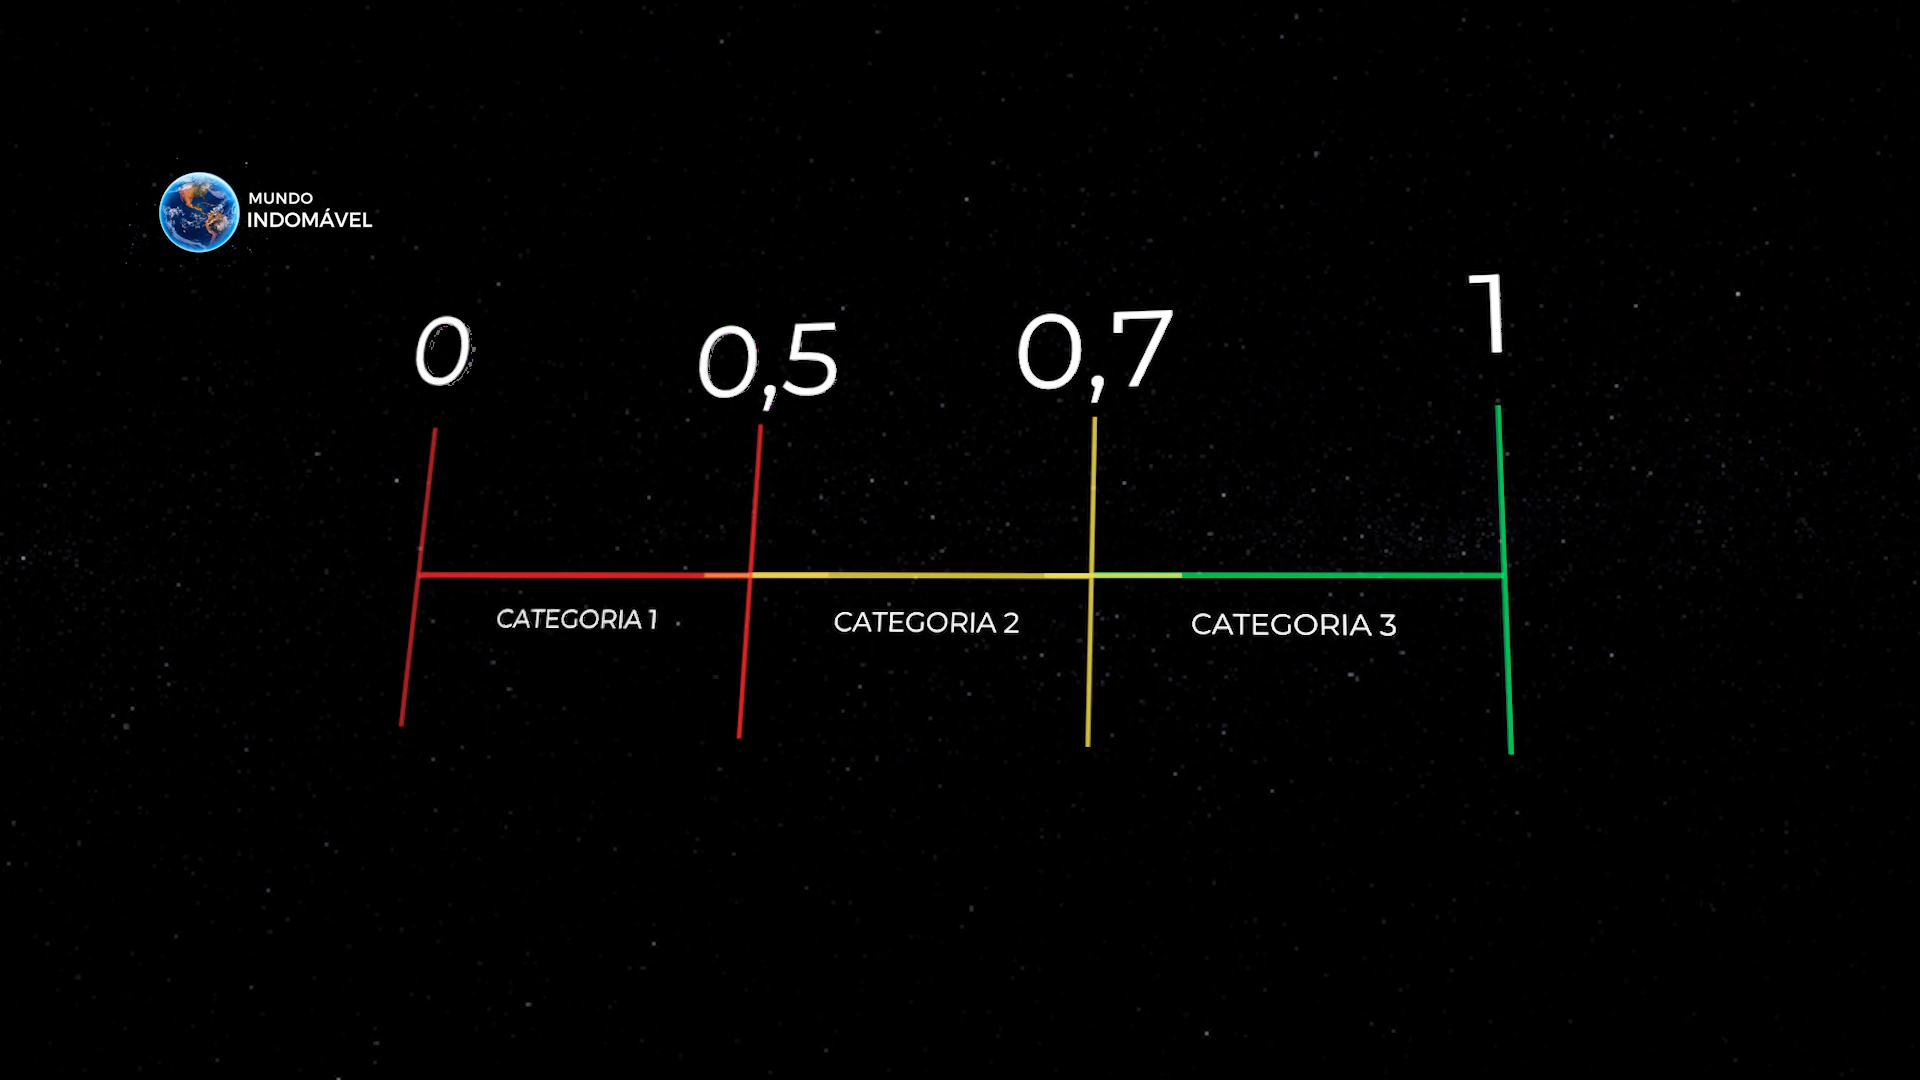 MUNDO
INDOMÁVEL
0 0,5 0,7 1
CATEGORIA 1 CATEGORIA 2 CATEGORIA 3